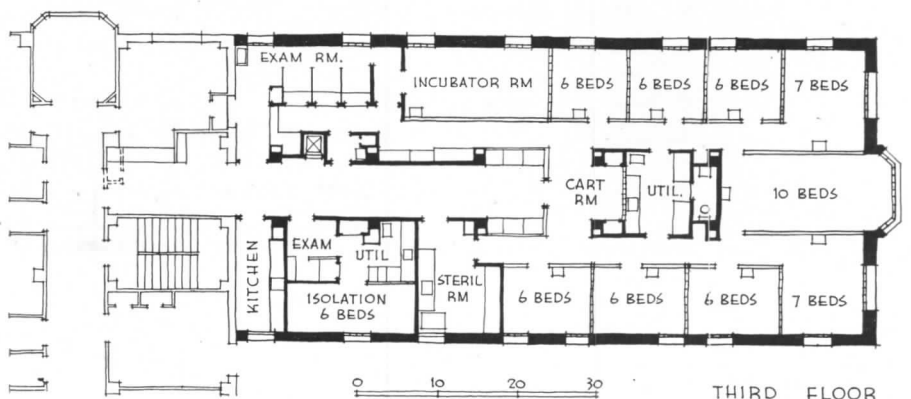 EXAM RM.
INCUBATOR RM
6 BEDS
6 BEDS
6 BEDS
7 BEDS
CART
RM
UTIL.
10 BEDS
KITCHEN
EXAM
UTIL
ISOLATION
6 BEDS
STERIL
RM
6 BEDS
6 BEDS
6 BEDS
7 BEDS
0 10 20 30
THIRD FLOOR